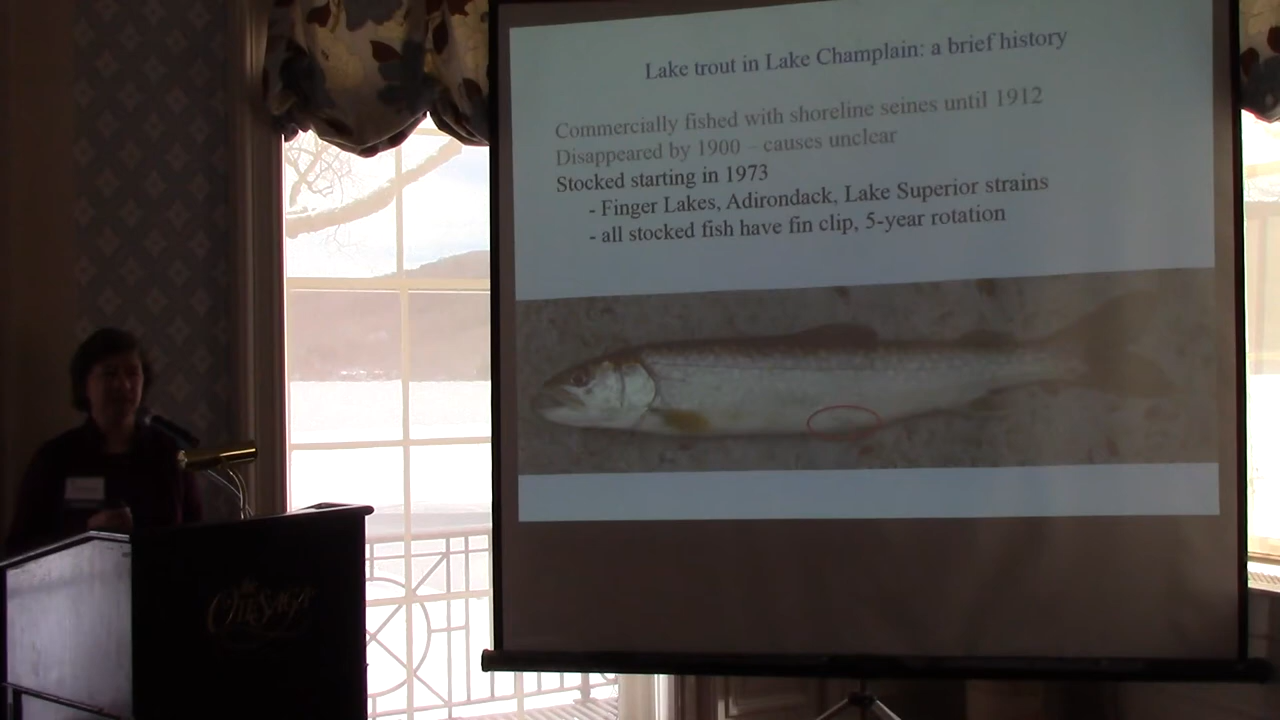 Lake trout in Lake Champlain: a brief history
Commercially fished with shoreline seines until 1912
Disappeared by 1900 – causes unclear
Stocked starting in 1973
- Finger Lakes, Adirondack, Lake Superior strains
- all stocked fish have fin clip, 5-year rotation
The
Otesaga